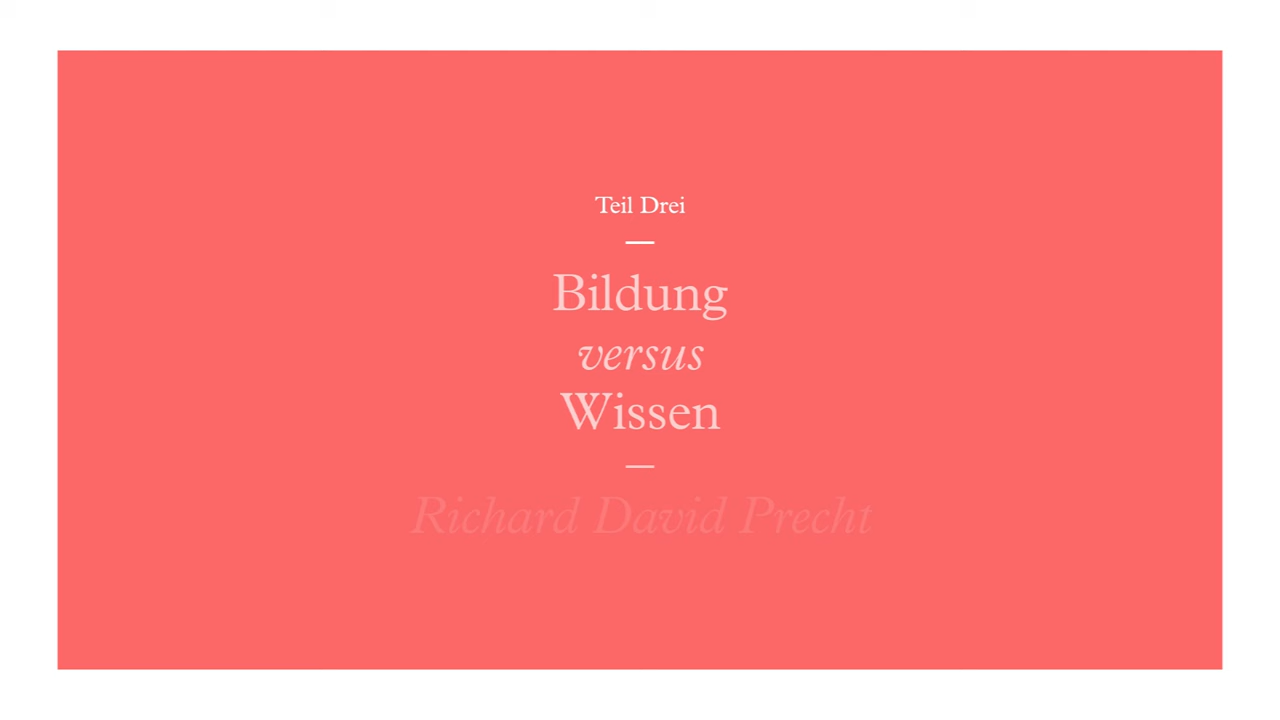 Teil Drei
Bildung
versus
Wissen
Richard David Precht